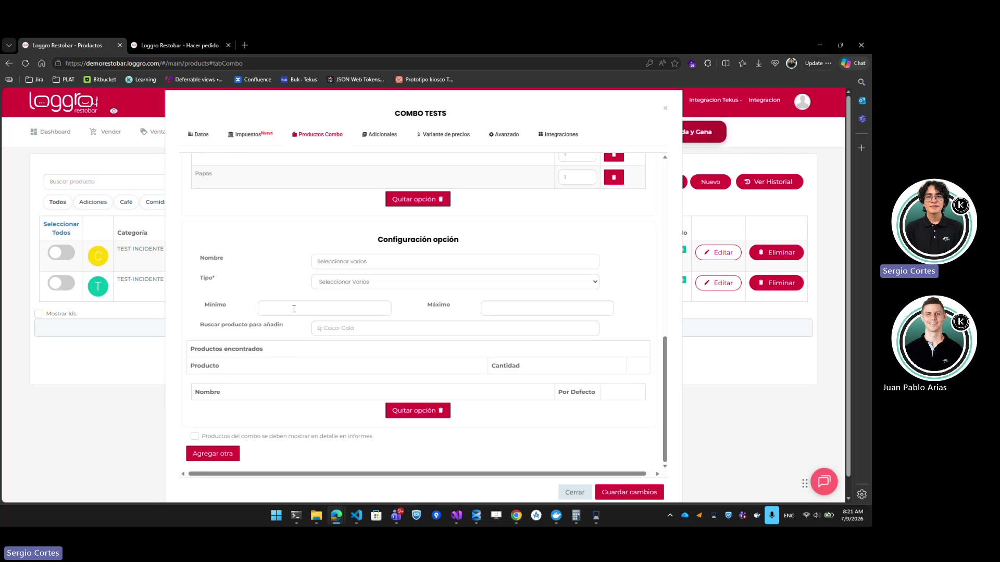 Loggro Restobar - Productos
Loggro Restobar - Hacer pedido
https://demorestobar.loggro.com/#/main/products#tabCombo
Update
Chat
Jira
PLAT
Bitbucket
Learning
Deferrable views •...
Confluence
Buk · Tekus
JSON Web Tokens...
Prototipo kiosco T...
loggro
restobar
COMBO TESTS
Integracion Tekus -
Integracion
Dashboard
Vender
Venta
Datos
Impuestos Nuevo
Productos Combo
Adicionales
$ Variante de precios
Avanzado
Integraciones
da y Gana
1
Papas
1
Quitar opción
Buscar producto
Nuevo
Ver Historial
Todos
Adiciones
Café
Comida
Seleccionar
Todos
Categoría
lo
C
TEST-INCIDENTE
Editar
Eliminar
T
TEST-INCIDENTE
Editar
Eliminar
Mostrar Ids
Configuración opción
Nombre
Seleccionar varios
Tipo*
Seleccionar Varios
Mínimo
Máximo
Buscar producto para añadir:
Ej: Coca-Cola
Productos encontrados
Producto
Cantidad
Nombre
Por Defecto
Quitar opción
Productos del combo se deben mostrar en detalle en informes
Agregar otra
Cerrar
Guardar cambios
9+
ENG
8:21 AM
7/9/2026
K
Sergio Cortes
K
Juan Pablo Arias
Sergio Cortes